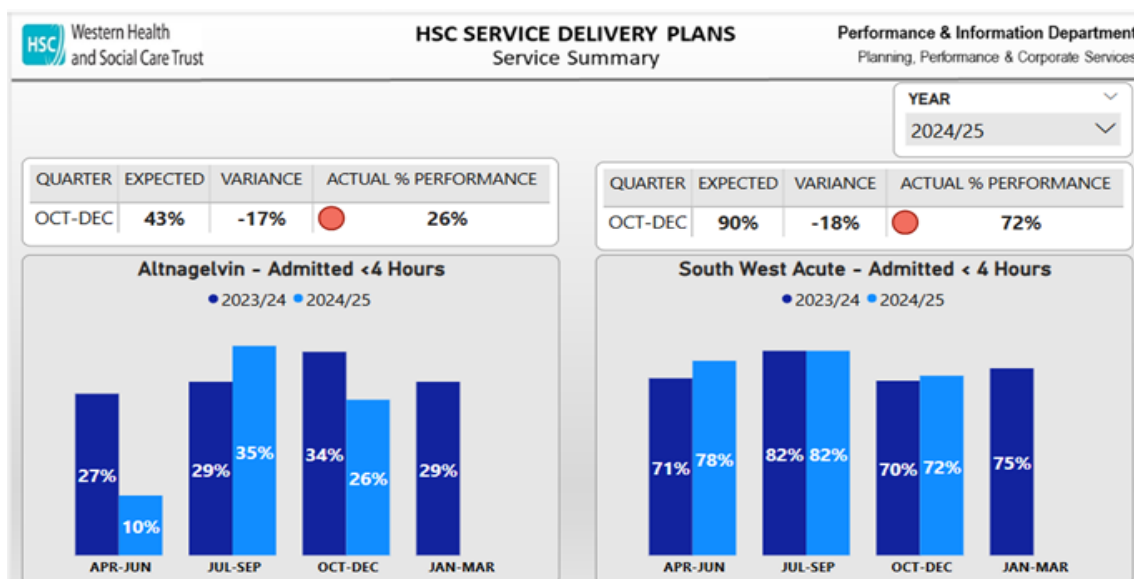 HSC Western Health and Social Care Trust
HSC SERVICE DELIVERY PLANS
Service Summary
Performance & Information Department
Planning, Performance & Corporate Services
YEAR
2024/25
QUARTER EXPECTED VARIANCE ACTUAL % PERFORMANCE
OCT-DEC 43% -17% 26%
Altnagelvin - Admitted <4 Hours
2023/24 2024/25
27% 10% 29% 35% 34% 26% 29%
APR-JUN JUL-SEP OCT-DEC JAN-MAR
QUARTER EXPECTED VARIANCE ACTUAL % PERFORMANCE
OCT-DEC 90% -18% 72%
South West Acute - Admitted < 4 Hours
2023/24 2024/25
71% 78% 82% 82% 70% 72% 75%
APR-JUN JUL-SEP OCT-DEC JAN-MAR